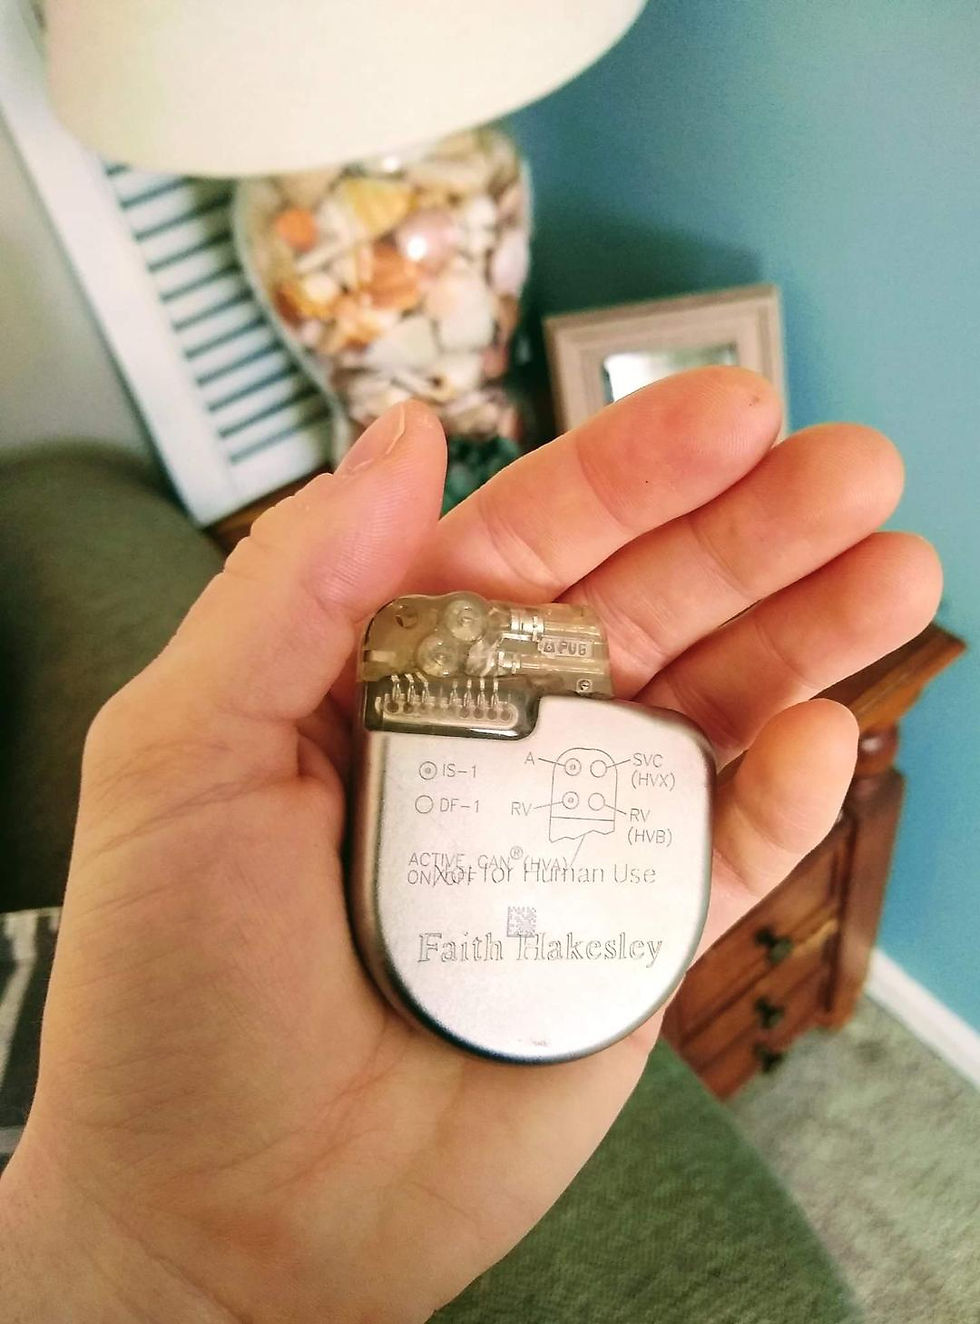 PUG
IS-1
DF-1
A
SVC
(HVX)
RV
RV
(HVB)
ACTIVE CAN® (HVA)
ON/OFF
Not for Human Use
Faith Hakesley